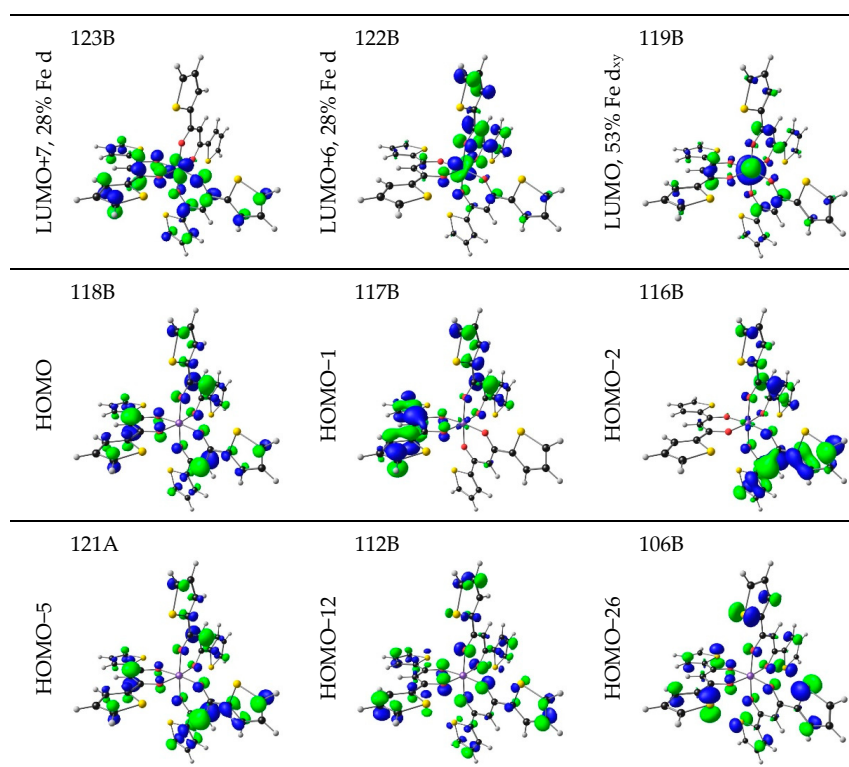 123B
LUMO+7, 28% Fe d
122B
LUMO+6, 28% Fe d
119B
LUMO, 53% Fe dxy
118B
HOMO
117B
HOMO−1
116B
HOMO−2
121A
HOMO−5
112B
HOMO−12
106B
HOMO−26